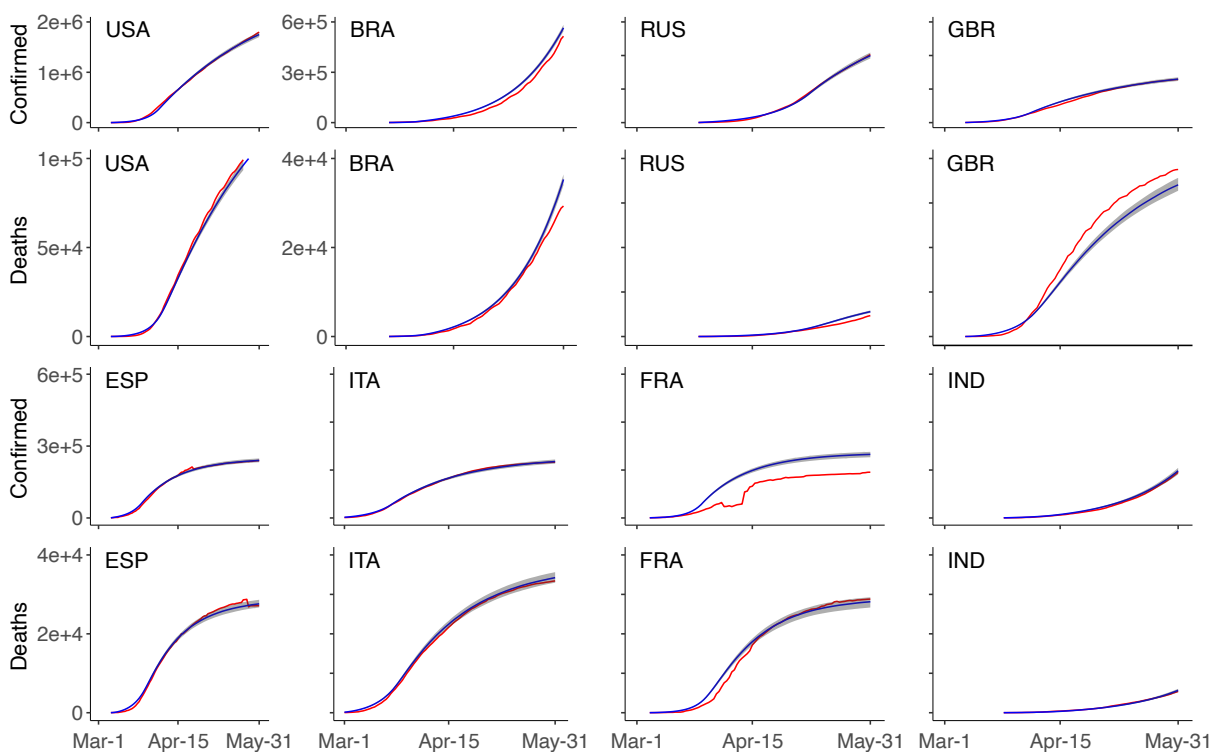 USA BRA RUS GBR
Confirmed
2e+6 6e+5
1e+6 3e+5
0 0
USA BRA RUS GBR
Deaths
1e+5 4e+4
5e+4 2e+4
0 0
ESP ITA FRA IND
Confirmed
6e+5
3e+5
0
ESP ITA FRA IND
Deaths
4e+4
2e+4
0
Mar-1 Apr-15 May-31 Mar-1 Apr-15 May-31 Mar-1 Apr-15 May-31 Mar-1 Apr-15 May-31